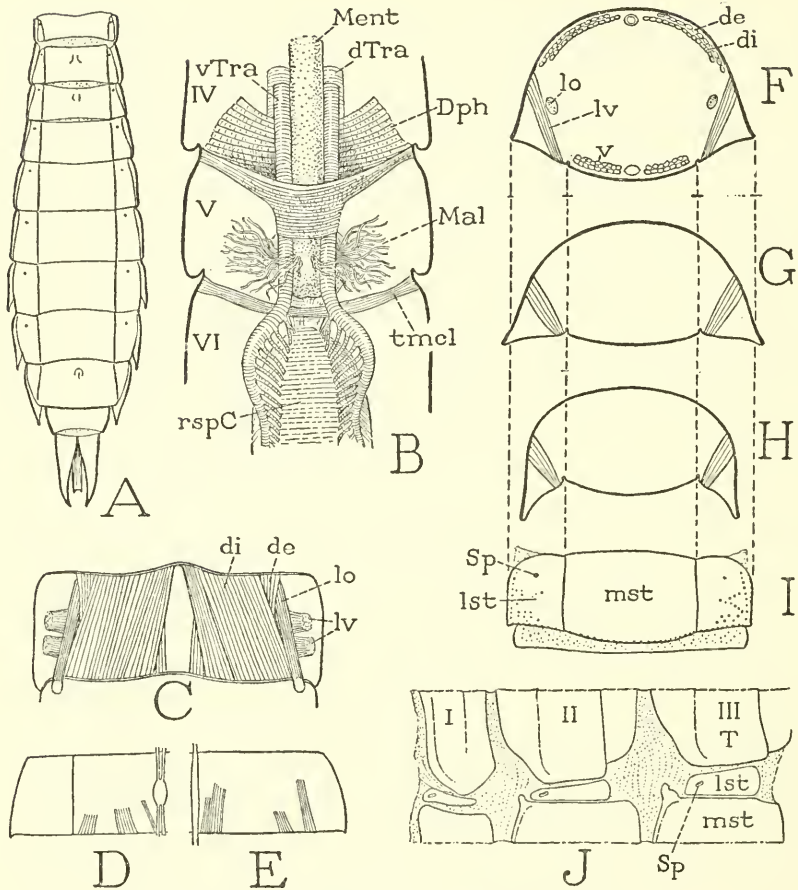 A
Ment
vTra
dTra
IV
Dph
V
Mal
VI
tmcl
rspC
B
de
di
lo
lv
v
F
G
H
Sp
lst
mst
I
di
de
lo
lv
C
D
E
I
II
III
T
lst
mst
Sp
J